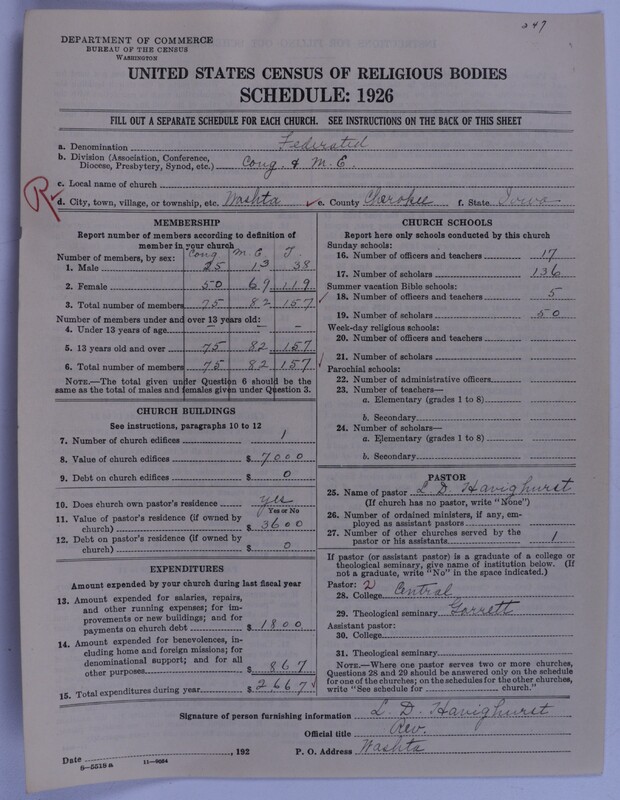 247
DEPARTMENT OF COMMERCE
BUREAU OF THE CENSUS
WASHINGTON
UNITED STATES CENSUS OF RELIGIOUS BODIES
SCHEDULE: 1926
FILL OUT A SEPARATE SCHEDULE FOR EACH CHURCH. SEE INSTRUCTIONS ON THE BACK OF THIS SHEET
a. Denomination Federated
b. Division (Association, Conference,
Diocese, Presbytery, Synod, etc.) Cong. & M.E.
c. Local name of church
R
d. City, town, village, or township, etc. Washta e. County Cherokee f. State Iowa
MEMBERSHIP
Report number of members according to definition of
member in your church
Number of members, by sex: Cong M.E. T.
1. Male 25 13 38
2. Female 50 69 119
3. Total number of members 75 82 157
Number of members under and over 13 years old:
4. Under 13 years of age – – –
5. 13 years old and over 75 82 157
6. Total number of members 75 82 157
NOTE.—The total given under Question 6 should be the
same as the total of males and females given under Question 3.
CHURCH BUILDINGS
See instructions, paragraphs 10 to 12
7. Number of church edifices 1
8. Value of church edifices $ 7000
9. Debt on church edifices $ 0
10. Does church own pastor's residence yes
Yes or No
11. Value of pastor's residence (if owned by
church) $ 3600
12. Debt on pastor's residence (if owned by
church) $ 0
EXPENDITURES
Amount expended by your church during last fiscal year
13. Amount expended for salaries, repairs,
and other running expenses; for im-
provements or new buildings; and for
payments on church debt $ 1800
14. Amount expended for benevolences, in-
cluding home and foreign missions; for
denominational support; and for all
other purposes $ 867
15. Total expenditures during year $ 2667
CHURCH SCHOOLS
Report here only schools conducted by this church
Sunday schools:
16. Number of officers and teachers 17
17. Number of scholars 136
Summer vacation Bible schools:
18. Number of officers and teachers 5
19. Number of scholars 50
Week-day religious schools:
20. Number of officers and teachers
21. Number of scholars
Parochial schools:
22. Number of administrative officers
23. Number of teachers—
a. Elementary (grades 1 to 8)
b. Secondary
24. Number of scholars—
a. Elementary (grades 1 to 8)
b. Secondary
PASTOR
25. Name of pastor L. D. Havighurst
(If church has no pastor, write "None")
26. Number of ordained ministers, if any, em-
ployed as assistant pastors
27. Number of other churches served by the
pastor or his assistants 1
If pastor (or assistant pastor) is a graduate of a college or
theological seminary, give name of institution below. (If
not a graduate, write "No" in the space indicated.)
Pastor: 2
28. College Central
29. Theological seminary Garrett
Assistant pastor:
30. College
31. Theological seminary
NOTE.—Where one pastor serves two or more churches,
Questions 28 and 29 should be answered only on the schedule
for one of the churches; on the schedules for the other churches,
write "See schedule for church."
Signature of person furnishing information L. D. Havighurst
Official title Rev.
Date , 192 P. O. Address Washta
8-5518a 11-9084